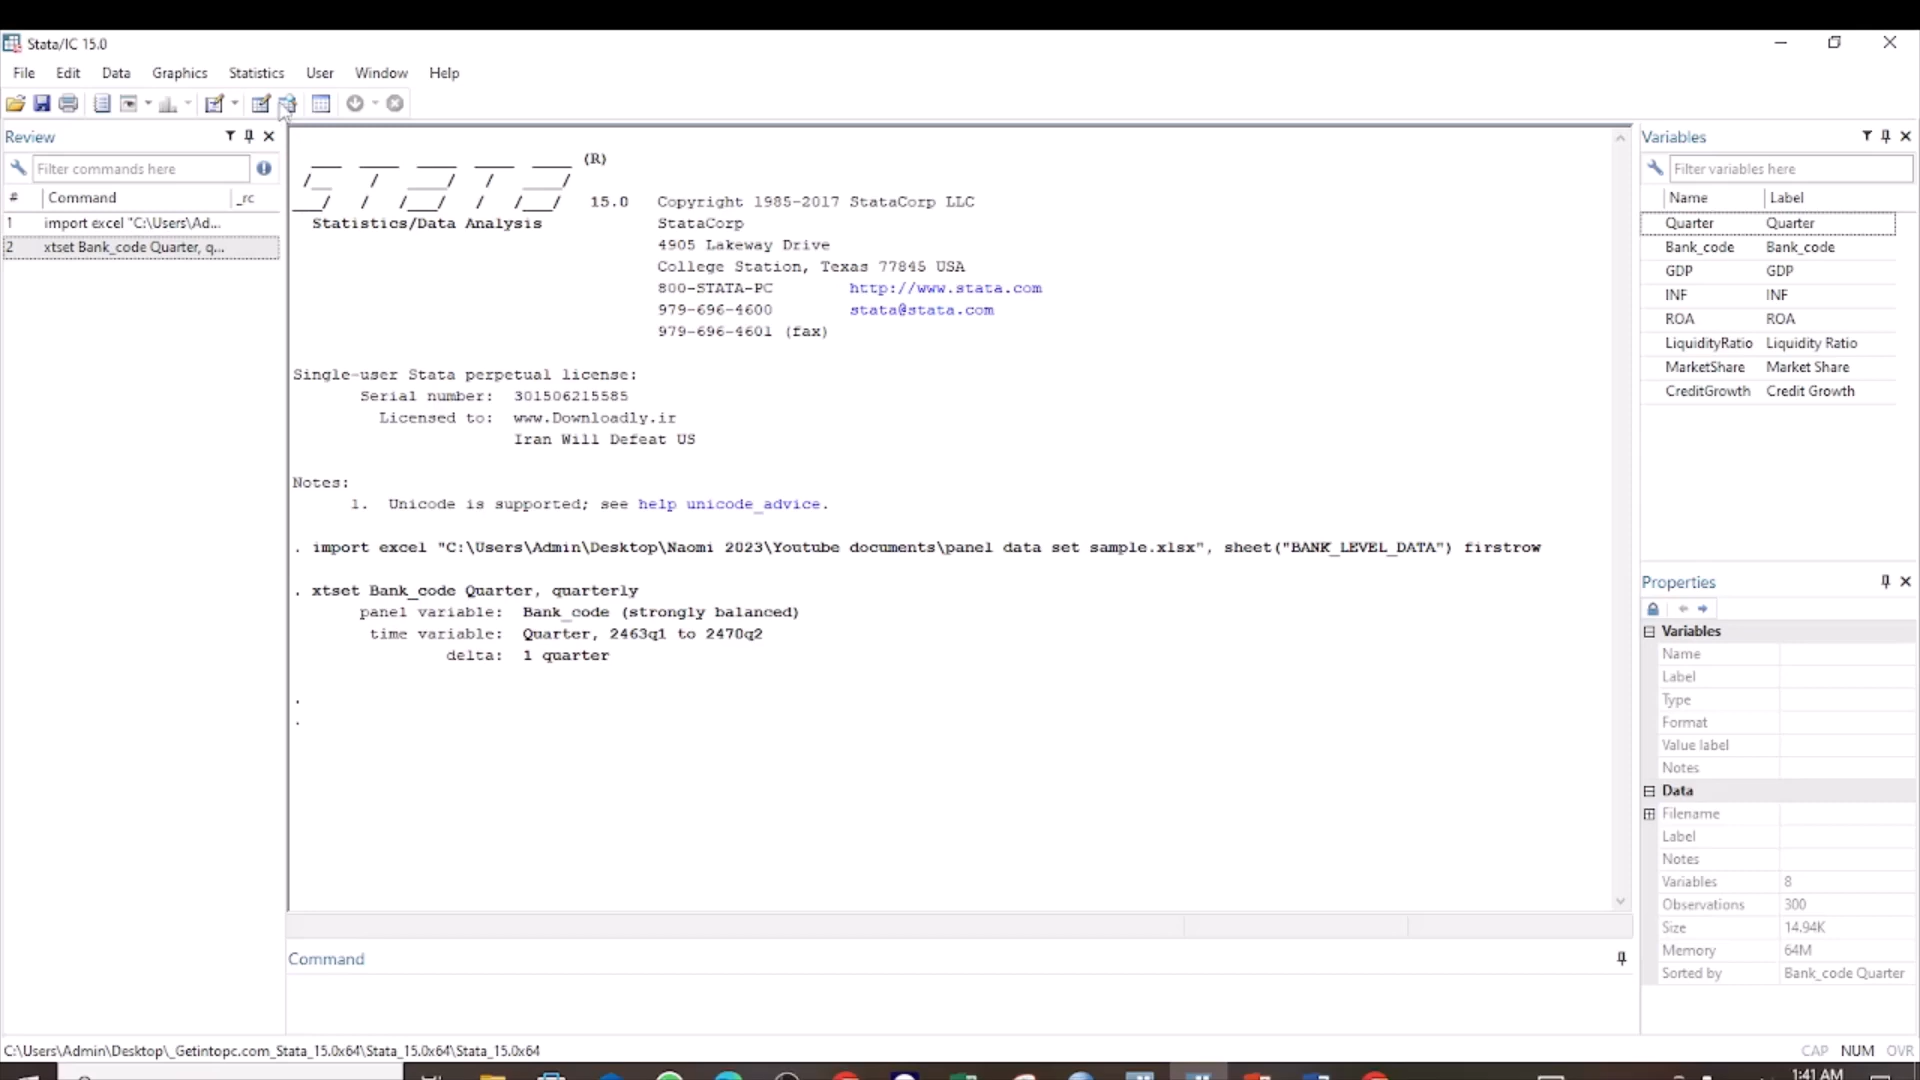 Stata/IC 15.0
File Edit Data Graphics Statistics User Window Help
Review
Filter commands here
# Command _rc
1 import excel "C:\Users\Ad...
2 xtset Bank_code Quarter, q...
(R)
Stata 15.0 Copyright 1985-2017 StataCorp LLC
Statistics/Data Analysis StataCorp
4905 Lakeway Drive
College Station, Texas 77845 USA
800-STATA-PC http://www.stata.com
979-696-4600 stata@stata.com
979-696-4601 (fax)
Single-user Stata perpetual license:
Serial number: 301506215585
Licensed to: www.Downloadly.ir
Iran Will Defeat US
Notes:
1. Unicode is supported; see help unicode_advice.
. import excel "C:\Users\Admin\Desktop\Naomi 2023\Youtube documents\panel data set sample.xlsx", sheet("BANK_LEVEL_DATA") firstrow
. xtset Bank_code Quarter, quarterly
panel variable: Bank_code (strongly balanced)
time variable: Quarter, 2463q1 to 2470q2
delta: 1 quarter
.
.
Command
Variables
Filter variables here
Name Label
Quarter Quarter
Bank_code Bank_code
GDP GDP
INF INF
ROA ROA
LiquidityRatio Liquidity Ratio
MarketShare Market Share
CreditGrowth Credit Growth
Properties
Variables
Name
Label
Type
Format
Value label
Notes
Data
Filename
Label
Notes
Variables 8
Observations 300
Size 14.94K
Memory 64M
Sorted by Bank_code Quarter
C:\Users\Admin\Desktop\_Getintopc.com_Stata_15.0x64\Stata_15.0x64\Stata_15.0x64
CAP NUM OVR
1:41 AM